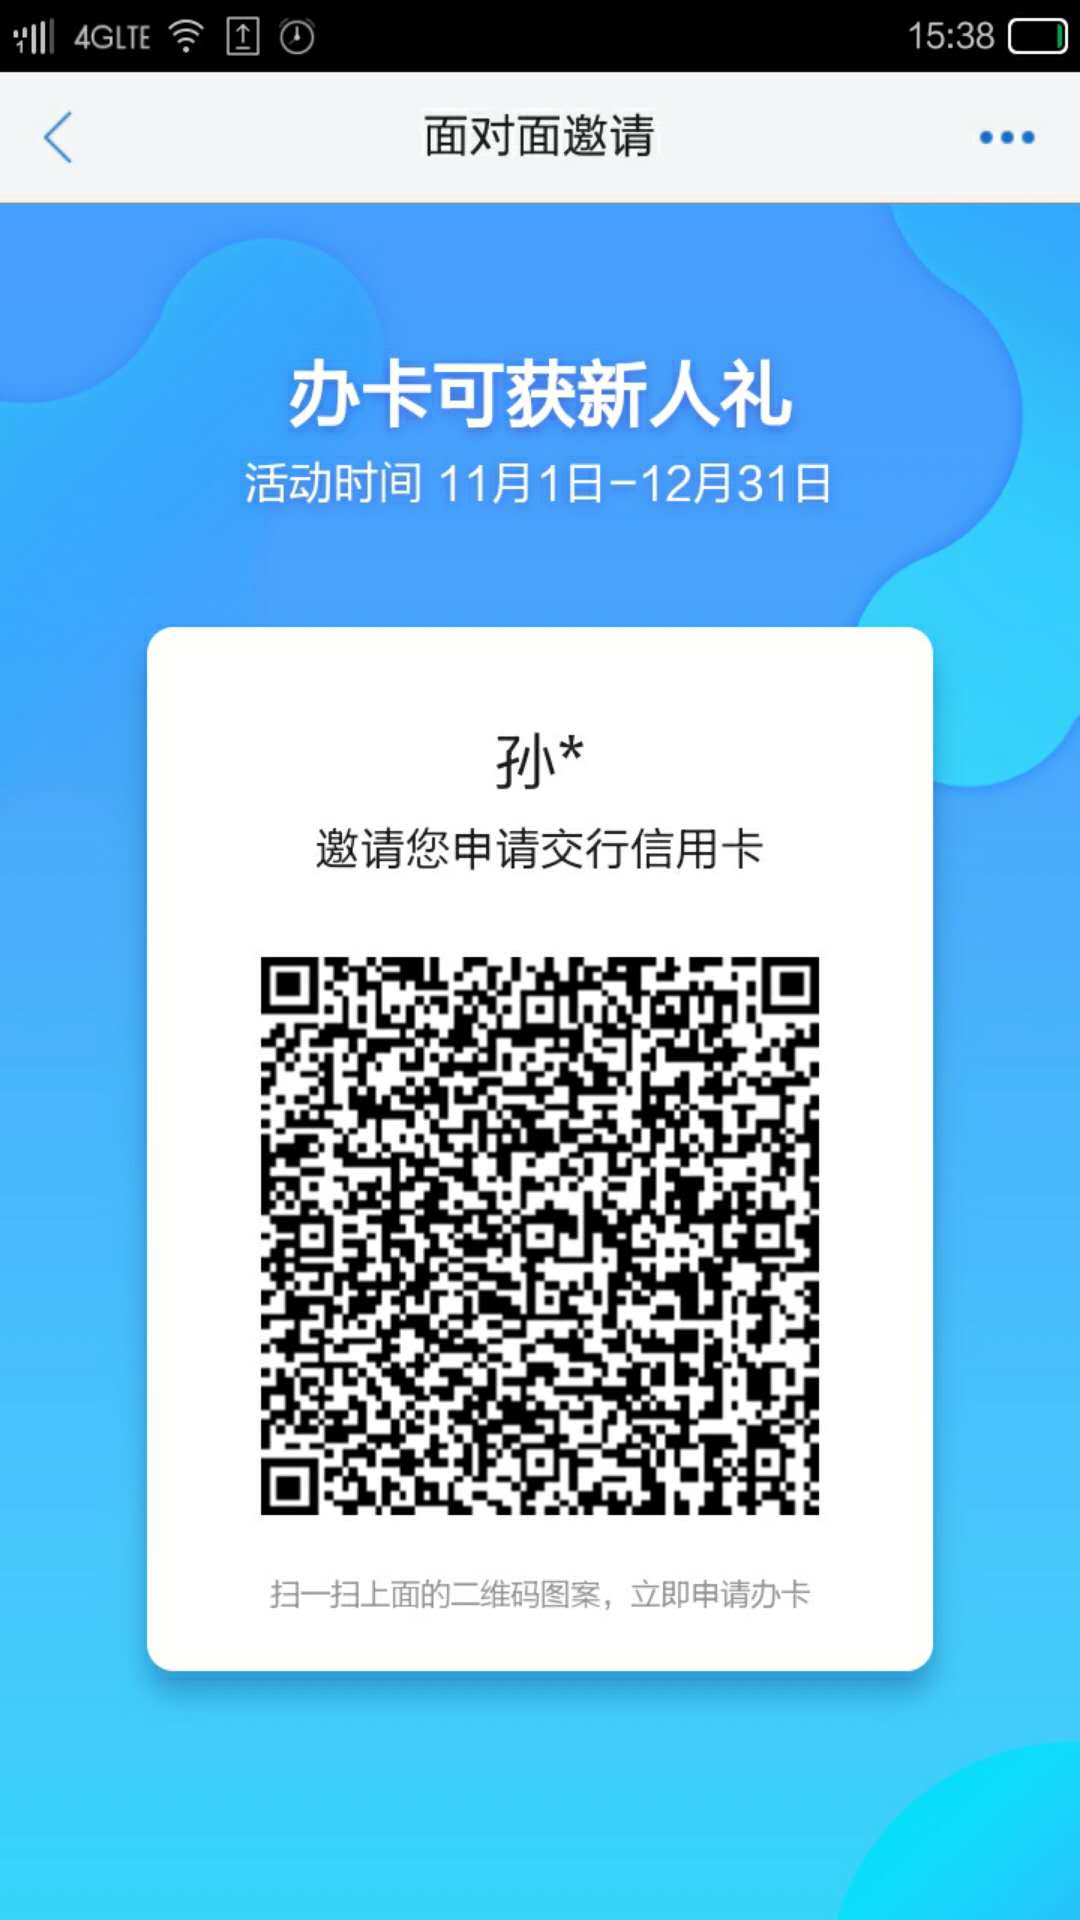 4GLTE 15:38
面对面邀请
办卡可获新人礼
活动时间 11月1日-12月31日
孙*
邀请您申请交行信用卡
扫一扫上面的二维码图案，立即申请办卡